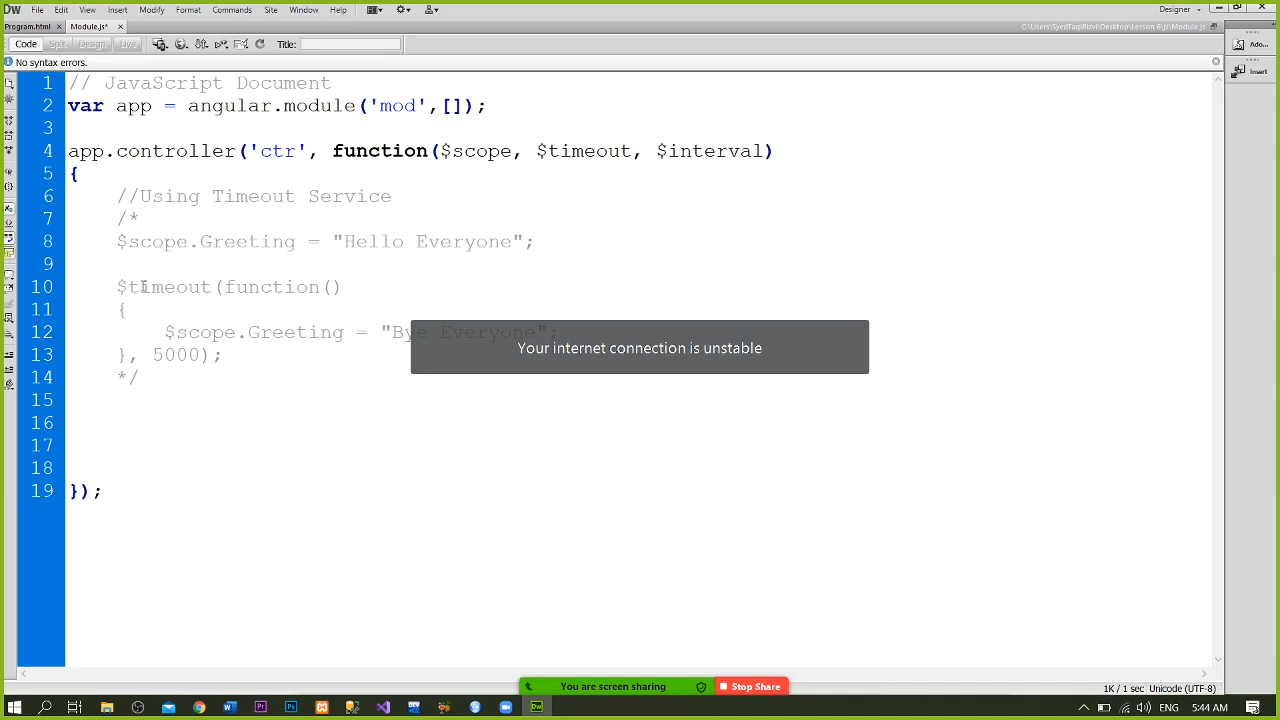 Dw File Edit View Insert Modify Format Commands Site Window Help Designer
Program.html × Module.js* × C:\Users\SyedTaqiRizvi\Desktop\Lesson 6\js\Module.js
Code Split Design Live Title:
No syntax errors.
1 // JavaScript Document
2 var app = angular.module('mod',[]);
3
4 app.controller('ctr', function($scope, $timeout, $interval)
5 {
6 //Using Timeout Service
7 /*
8 $scope.Greeting = "Hello Everyone";
9
10 $timeout(function()
11 {
12 $scope.Greeting = "Bye Everyone";
13 }, 5000);
14 */
15
16
17
18
19 });
Your internet connection is unstable
Ado...
Insert
You are screen sharing Stop Share
1K / 1 sec Unicode (UTF-8)
ENG 5:44 AM